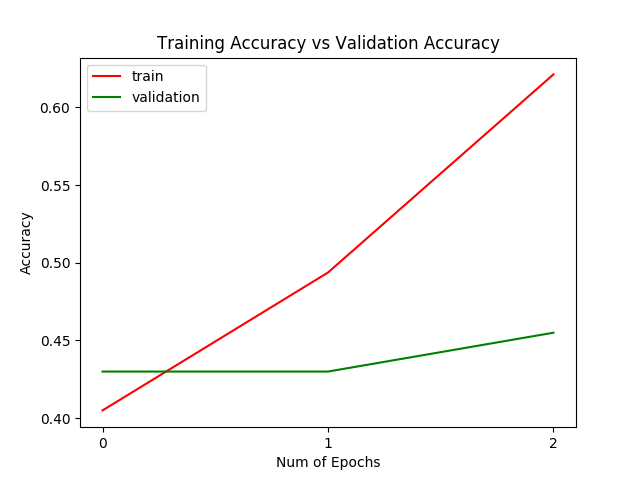 Training Accuracy vs Validation Accuracy
train
validation
0.60
0.55
0.50
0.45
0.40
Accuracy
0 1 2
Num of Epochs